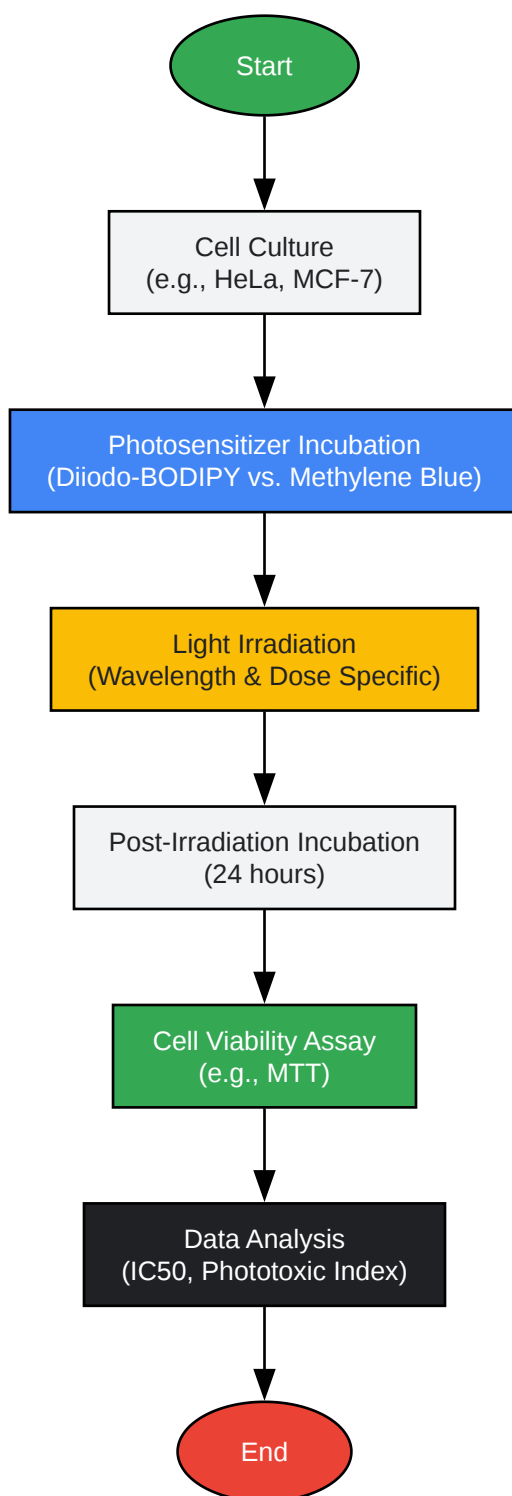 Start
Cell Culture
(e.g., HeLa, MCF-7)
Photosensitizer Incubation
(Diiodo-BODIPY vs. Methylene Blue)
Light Irradiation
(Wavelength & Dose Specific)
Post-Irradiation Incubation
(24 hours)
Cell Viability Assay
(e.g., MTT)
Data Analysis
(IC50, Phototoxic Index)
End